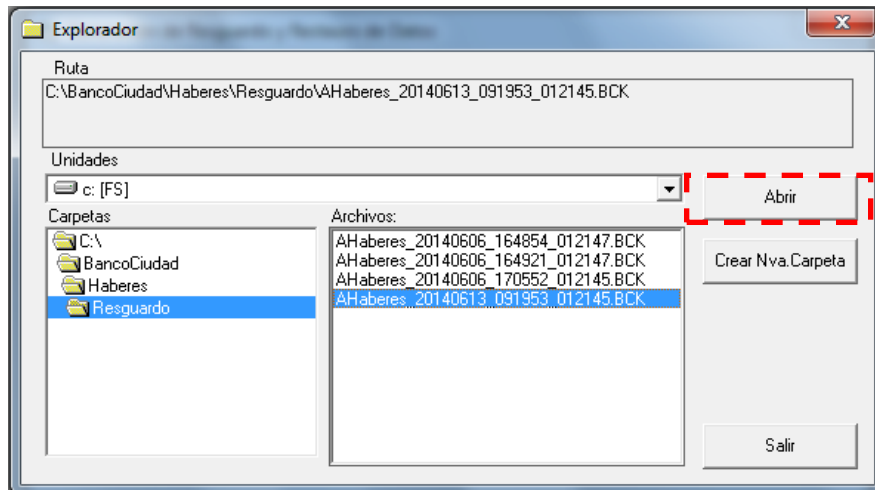 Explorador
Ruta
C:\BancoCiudad\Haberes\Resguardo\AHaberes_20140613_091953_012145.BCK
Unidades
c: [FS]
Abrir
Carpetas
Archivos:
C:\
BancoCiudad
Haberes
Resguardo
AHaberes_20140606_164854_012147.BCK
AHaberes_20140606_164921_012147.BCK
AHaberes_20140606_170552_012145.BCK
AHaberes_20140613_091953_012145.BCK
Crear Nva.Carpeta
Salir